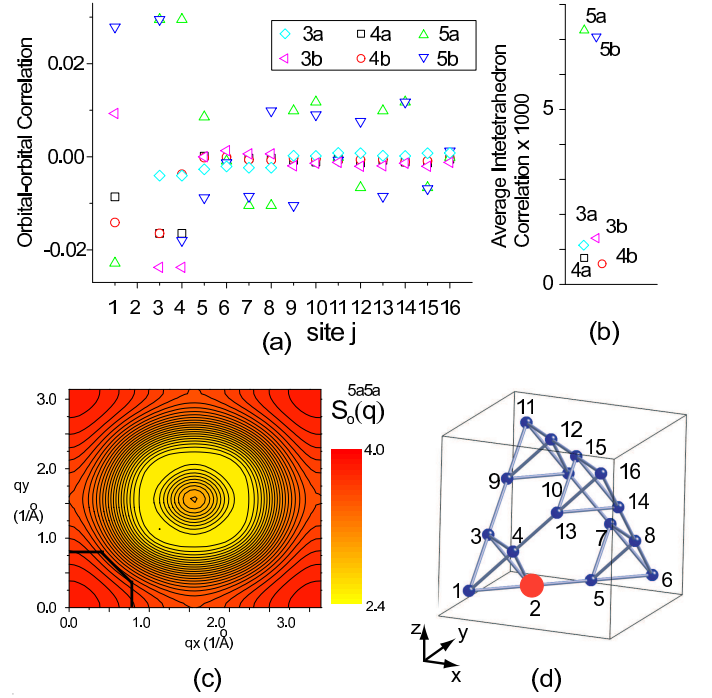 Orbital-orbital Correlation
0.02
0.00
-0.02
3a 4a 5a
3b 4b 5b
1 2 3 4 5 6 7 8 9 10 11 12 13 14 15 16
site j
(a)
Average Intetetrahedron
Correlation x 1000
5
0
5a
5b
3a
3b
4a
4b
(b)
5a5a
So(q)
4.0
2.4
3.0
2.0
1.0
0.0
qy
(1/Å)
0.0 1.0 2.0 3.0
qx (1/Å)
(c)
11
12
15
16
9
10
14
13
7
8
3
4
1
2
5
6
z
y
x
(d)